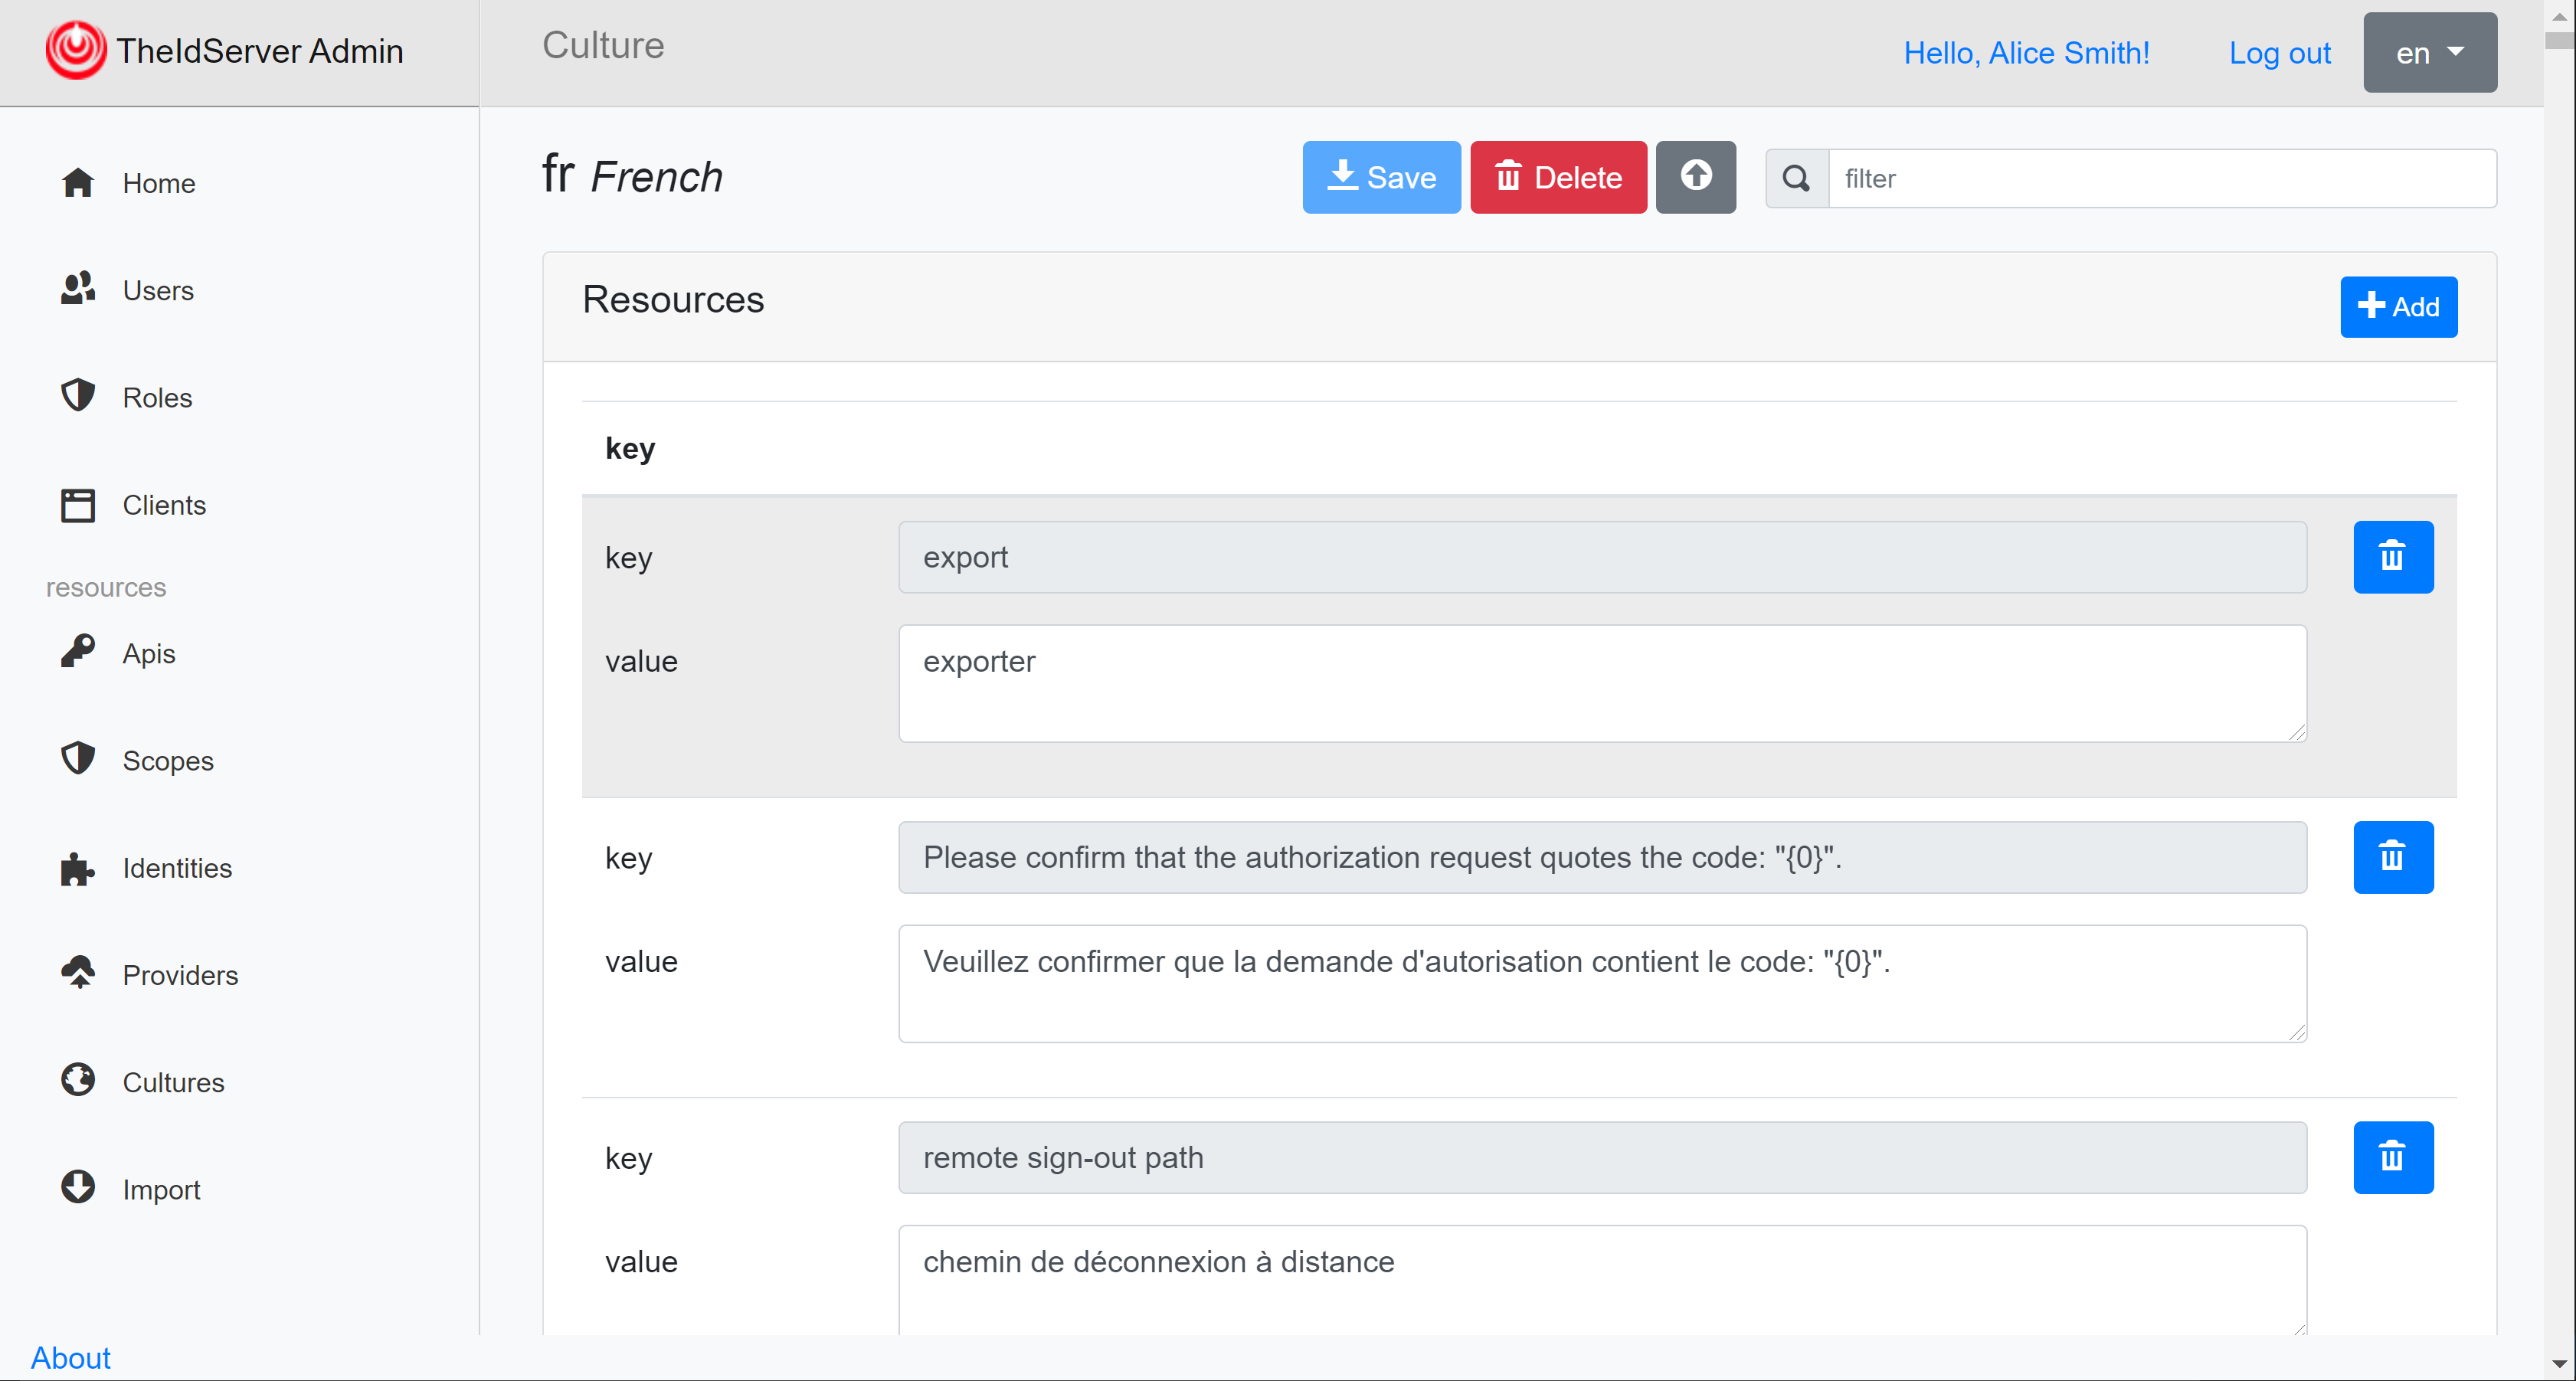 TheIdServer Admin
Culture
Hello, Alice Smith!
Log out
en
Home
Users
Roles
Clients
resources
Apis
Scopes
Identities
Providers
Cultures
Import
About
fr French
Save
Delete
filter
Resources
Add
key
key
export
value
exporter
key
Please confirm that the authorization request quotes the code: "{0}".
value
Veuillez confirmer que la demande d'autorisation contient le code: "{0}".
key
remote sign-out path
value
chemin de déconnexion à distance